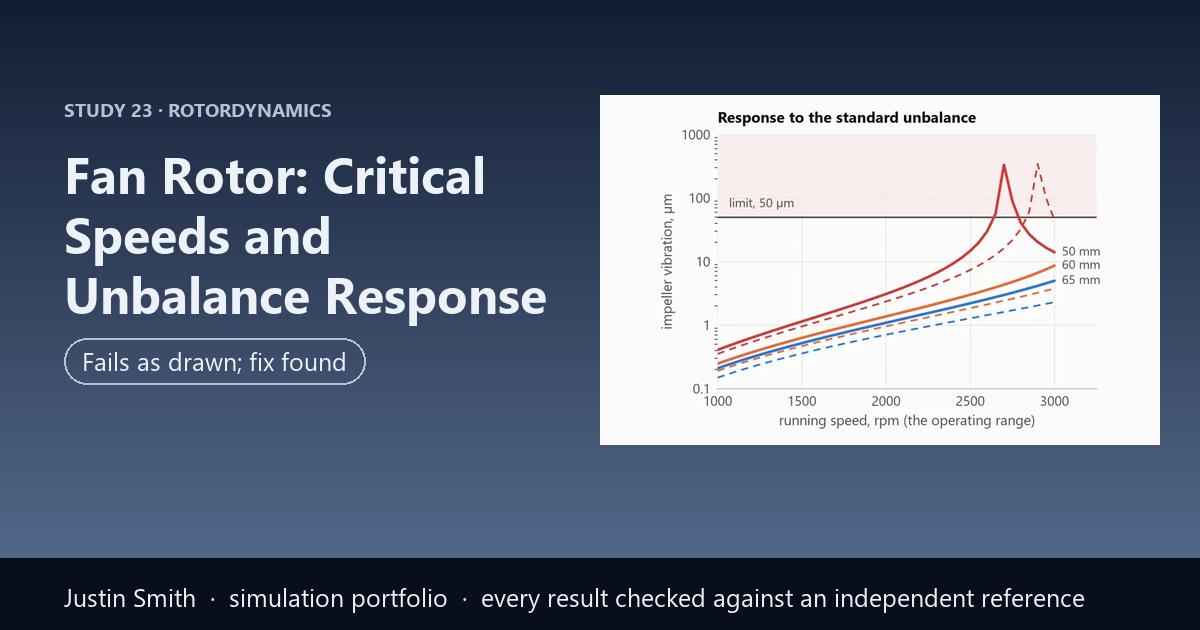 STUDY 23 · ROTORDYNAMICS
Fan Rotor: Critical
Speeds and
Unbalance Response
Fails as drawn; fix found
Response to the standard unbalance
1000
100
10
1
0.1
impeller vibration, µm
limit, 50 µm
50 mm
60 mm
65 mm
1000 1500 2000 2500 3000
running speed, rpm (the operating range)
Justin Smith · simulation portfolio · every result checked against an independent reference